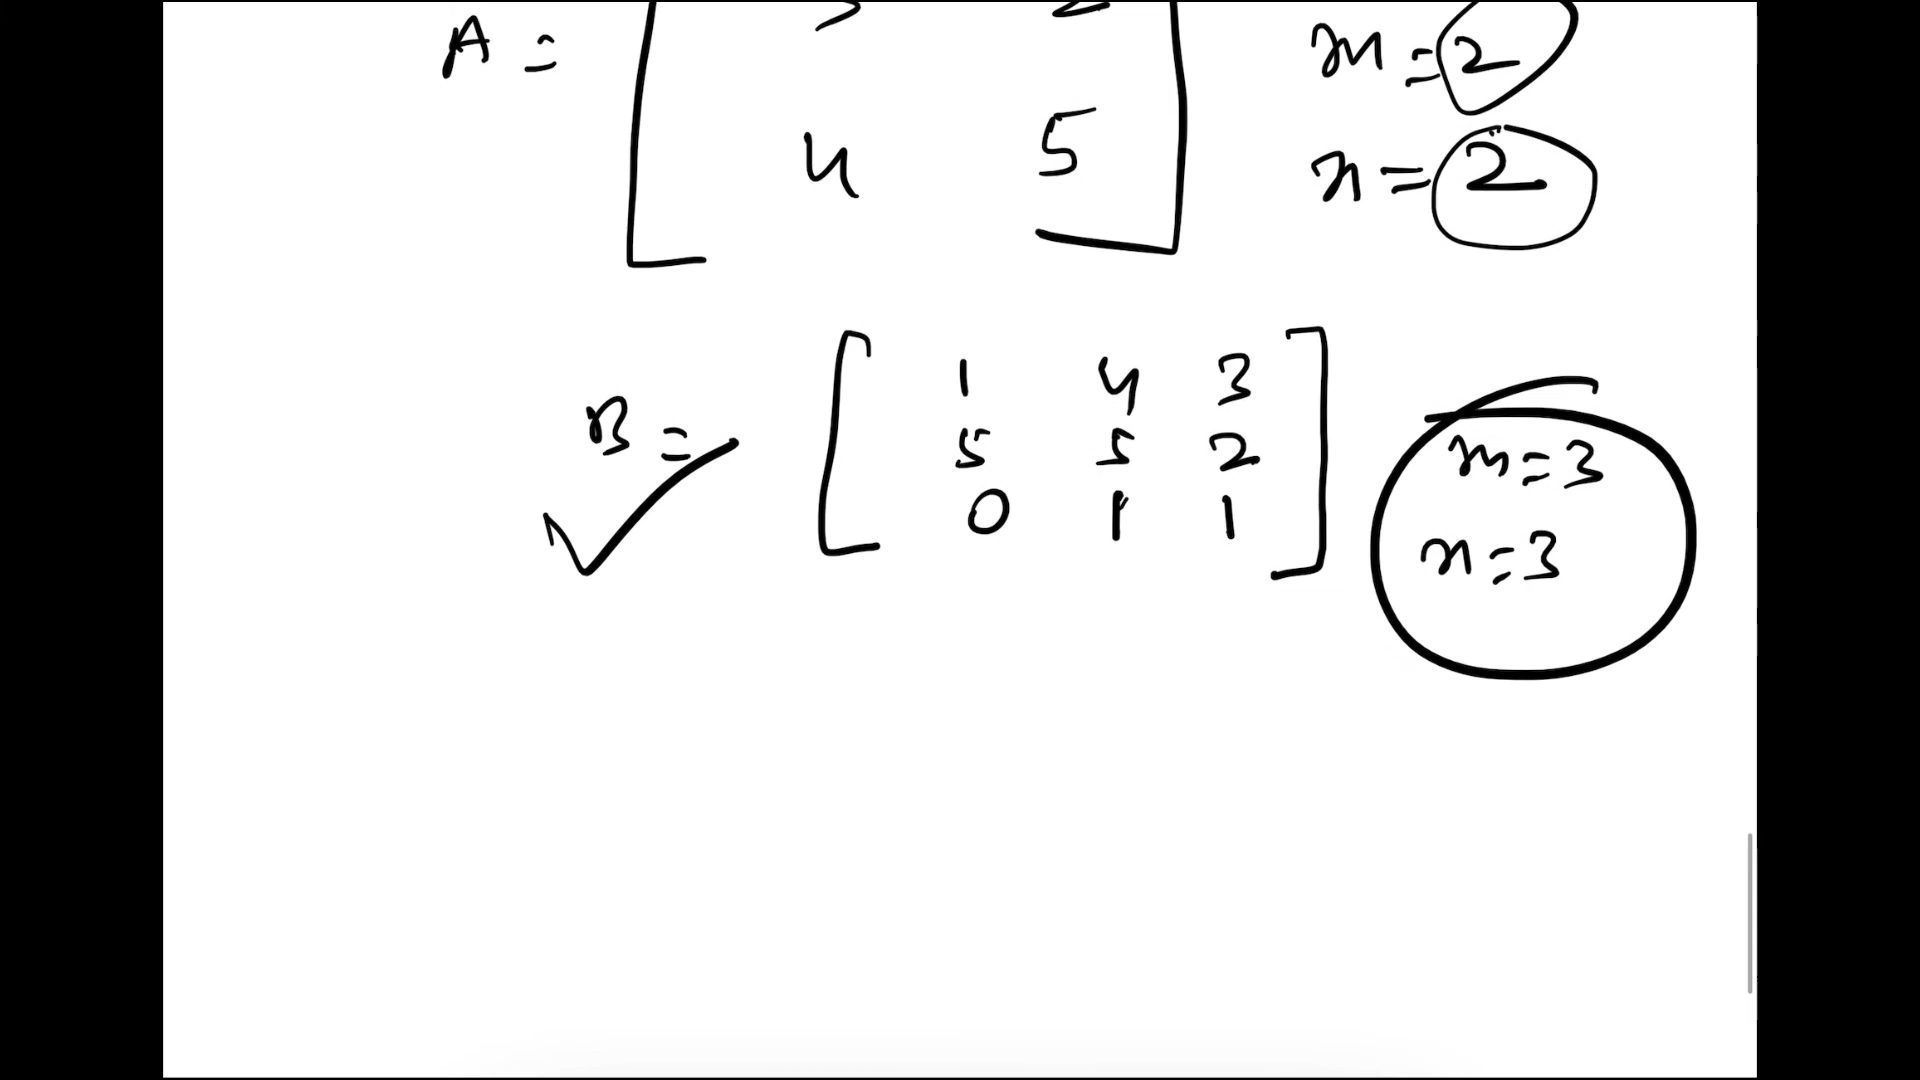 A =
m = 2
4 5
n = 2
1 4 3
B = 5 5 2
0 1 1
m = 3
n = 3